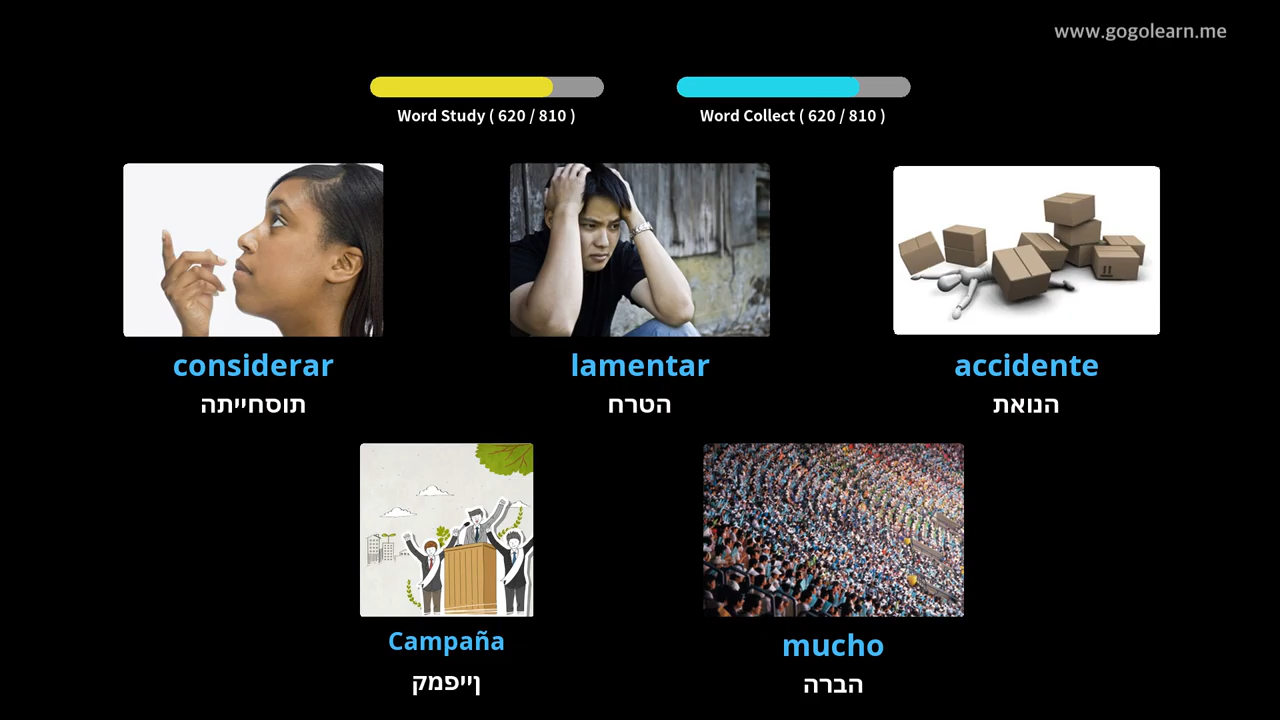 www.gogolearn.me
Word Study ( 620 / 810 )
Word Collect ( 620 / 810 )
considerar
תוסחייתה
lamentar
הטרח
accidente
הנואת
Campaña
ןייפמק
mucho
הברה